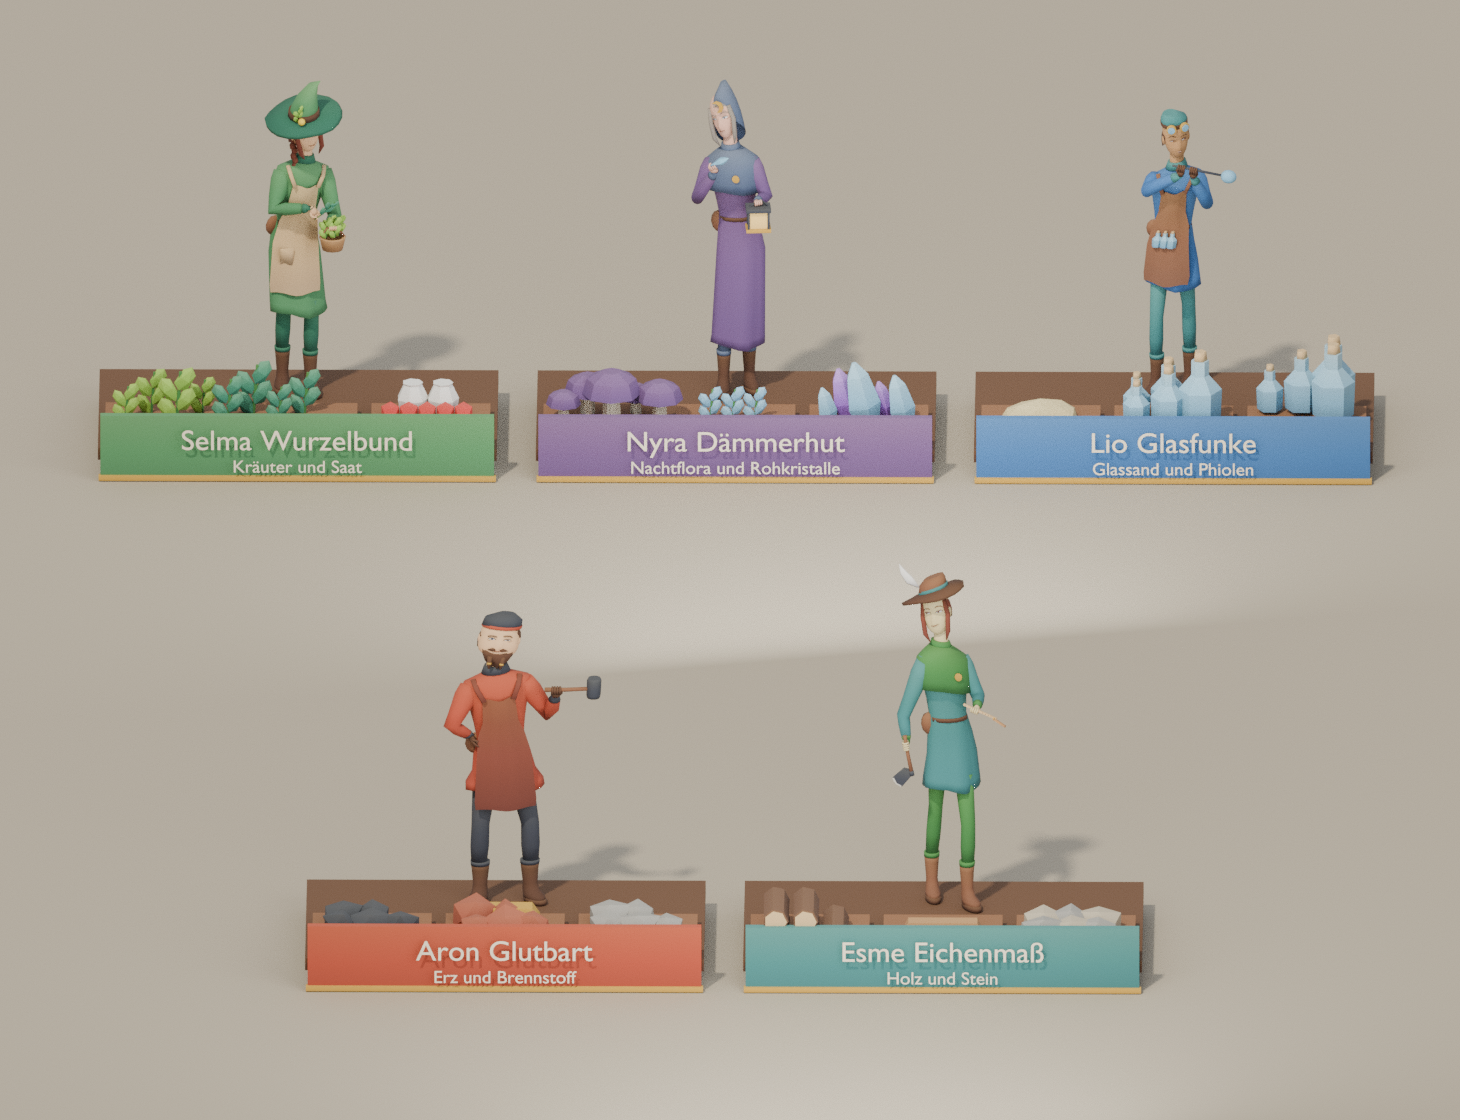 Selma Wurzelbund
Kräuter und Saat
Nyra Dämmerhut
Nachtflora und Rohkristalle
Lio Glasfunke
Glassand und Phiolen
Aron Glutbart
Erz und Brennstoff
Esme Eichenmaß
Holz und Stein